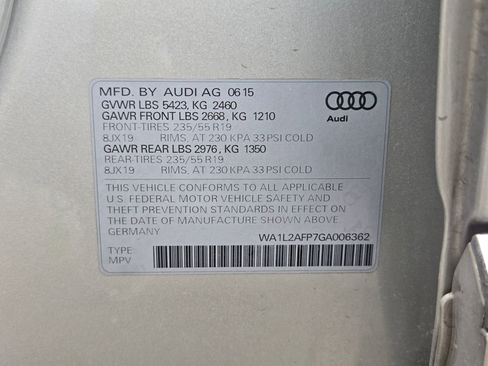 MFD. BY AUDI AG 06 15
GVWR LBS 5423, KG 2460
GAWR FRONT LBS 2668, KG 1210
FRONT-TIRES 235/55 R19
8JX19 RIMS, AT 230 KPA 33 PSI COLD
GAWR REAR LBS 2976, KG 1350
REAR-TIRES 235/55 R19
8JX19 RIMS, AT 230 KPA 33 PSI COLD
Audi
THIS VEHICLE CONFORMS TO ALL APPLICABLE
U.S. FEDERAL MOTOR VEHICLE SAFETY AND
THEFT PREVENTION STANDARDS IN EFFECT ON
THE DATE OF MANUFACTURE SHOWN ABOVE
GERMANY WA1L2AFP7GA006362
TYPE
MPV